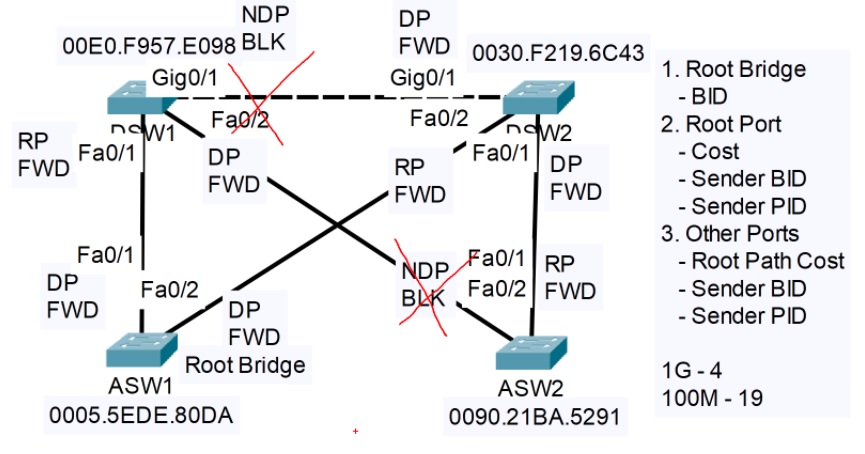 NDP
BLK
DP
FWD
00E0.F957.E098
0030.F219.6C43
Gig0/1
Gig0/1
Fa0/2
Fa0/2
DSW1
DSW2
RP
FWD
Fa0/1
DP
FWD
RP
FWD
Fa0/1
DP
FWD
Fa0/1
DP
FWD
Fa0/2
DP
FWD
Root Bridge
NDP
BLK
Fa0/1
Fa0/2
RP
FWD
ASW1
0005.5EDE.80DA
ASW2
0090.21BA.5291
1. Root Bridge
- BID
2. Root Port
- Cost
- Sender BID
- Sender PID
3. Other Ports
- Root Path Cost
- Sender BID
- Sender PID
1G - 4
100M - 19